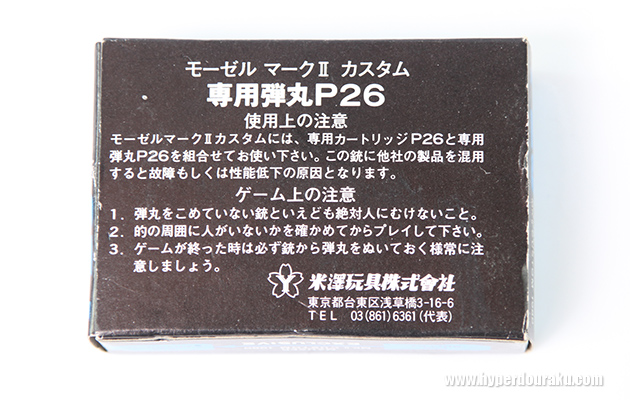 モーゼル マークⅡ カスタム
専用弾丸P26
使用上の注意
モーゼルマークⅡカスタムには、専用カートリッジP26と専用
弾丸P26を組合せてお使い下さい。この銃に他社の製品を混用
すると故障もしくは性能低下の原因となります。
ゲーム上の注意
1. 弾丸をこめていない銃といえども絶対人にむけないこと。
2. 的の周囲に人がいないかを確かめてからプレイして下さい。
3. ゲームが終った時は必ず銃から弾丸をぬいておく様常に注
意しましょう。
米澤玩具株式會社
東京都台東区浅草橋3-16-6
TEL 03(861)6361(代表)
www.hyperdouraku.com